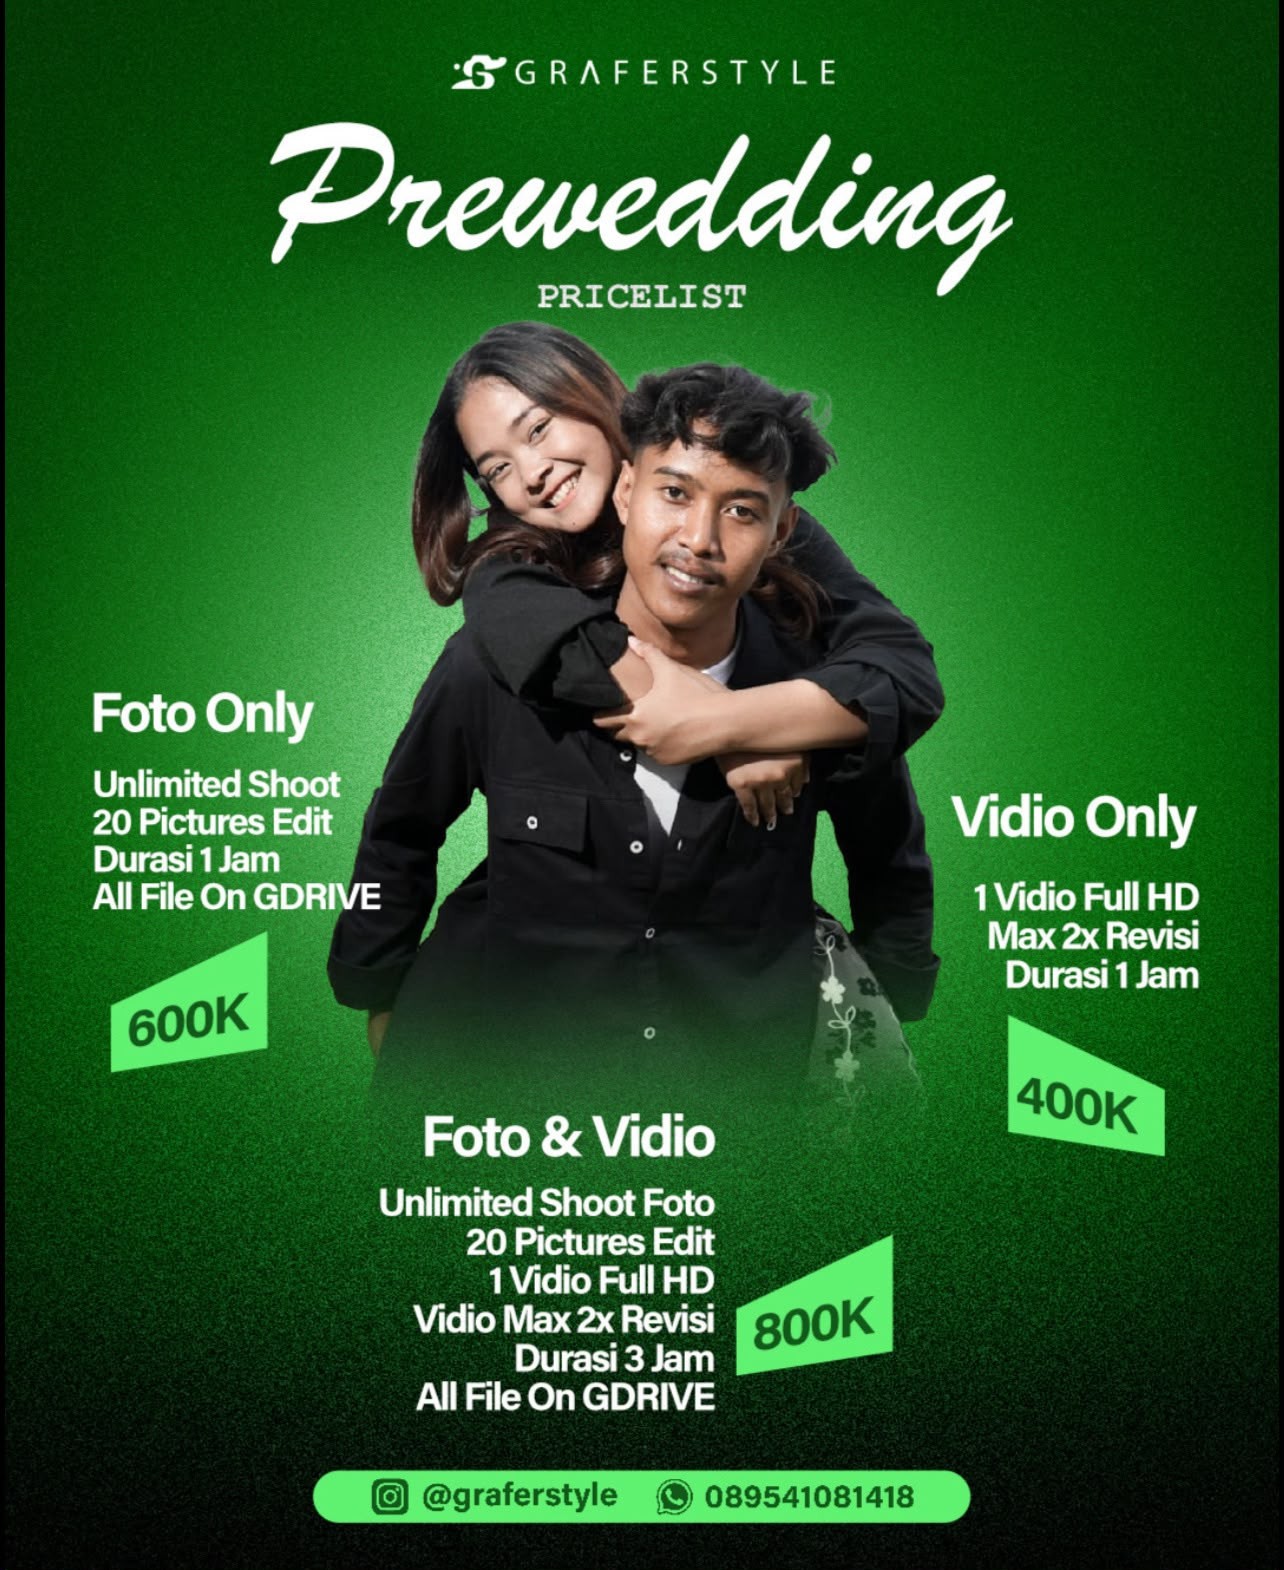 GRAFERSTYLE
Prewedding
PRICELIST
Foto Only
Unlimited Shoot
20 Pictures Edit
Durasi 1 Jam
All File On GDRIVE
600K
Vidio Only
1 Vidio Full HD
Max 2x Revisi
Durasi 1 Jam
400K
Foto & Vidio
Unlimited Shoot Foto
20 Pictures Edit
1 Vidio Full HD
Vidio Max 2x Revisi
Durasi 3 Jam
All File On GDRIVE
800K
@graferstyle 089541081418